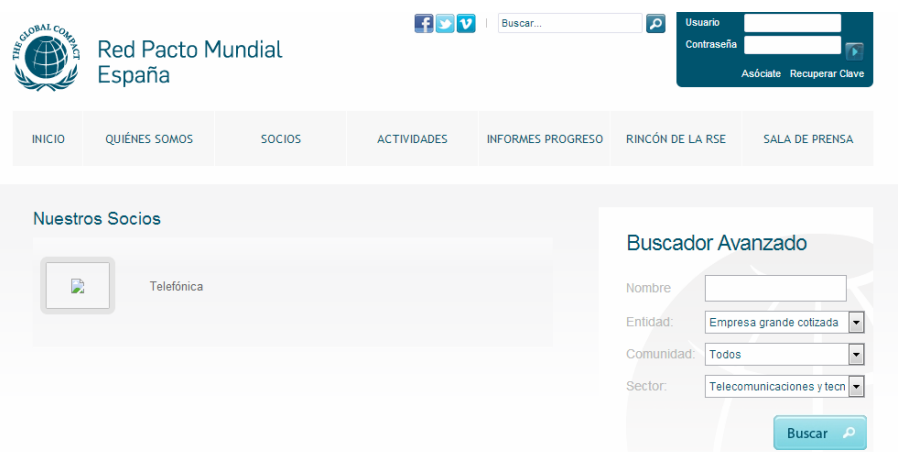 THE GLOBAL COMPACT
Red Pacto Mundial
España
Buscar...
Usuario
Contraseña
Asóciate Recuperar Clave
INICIO QUIÉNES SOMOS SOCIOS ACTIVIDADES INFORMES PROGRESO RINCÓN DE LA RSE SALA DE PRENSA
Nuestros Socios
Telefónica
Buscador Avanzado
Nombre
Entidad: Empresa grande cotizada
Comunidad: Todos
Sector: Telecomunicaciones y tecn
Buscar